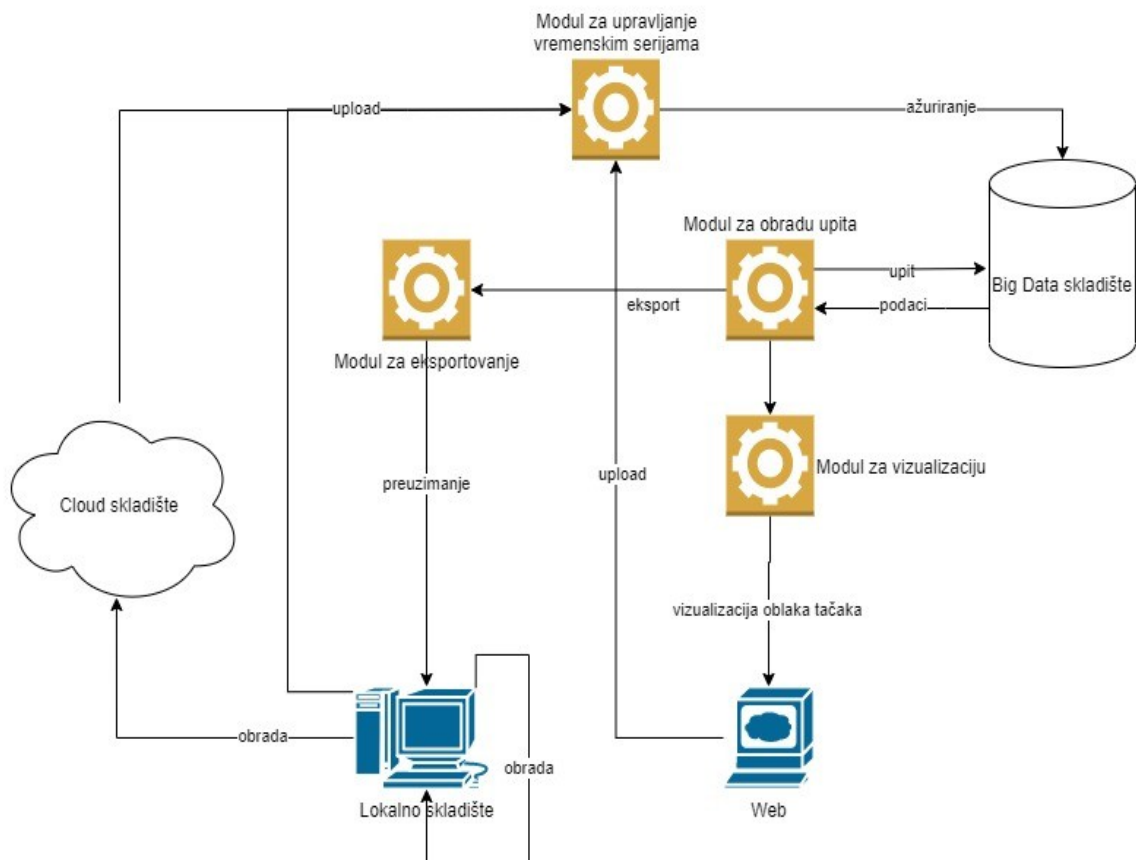 Modul za upravljanje
vremenskim serijama
upload
ažuriranje
Modul za obradu upita
upit
Big Data skladište
eksport
podaci
Modul za eksportovanje
Modul za vizualizaciju
upload
preuzimanje
Cloud skladište
vizualizacija oblaka tačaka
obrada
obrada
Lokalno skladište
Web